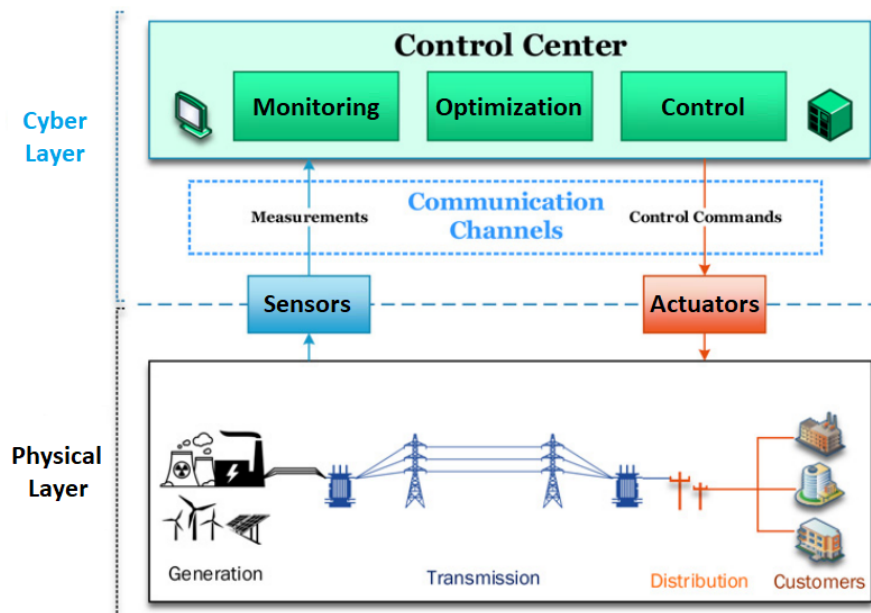 Control Center
Monitoring
Optimization
Control
Cyber
Layer
Communication
Channels
Measurements
Control Commands
Sensors
Actuators
Physical
Layer
Generation
Transmission
Distribution
Customers